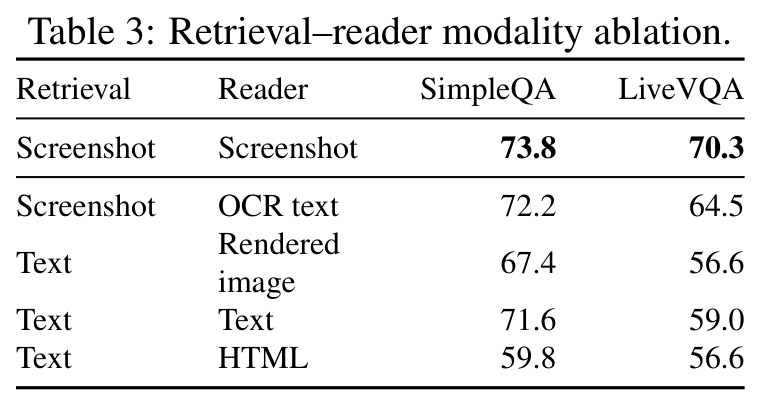 Table 3: Retrieval–reader modality ablation.
Retrieval Reader SimpleQA LiveVQA
Screenshot Screenshot 73.8 70.3
Screenshot OCR text 72.2 64.5
Text Rendered image 67.4 56.6
Text Text 71.6 59.0
Text HTML 59.8 56.6